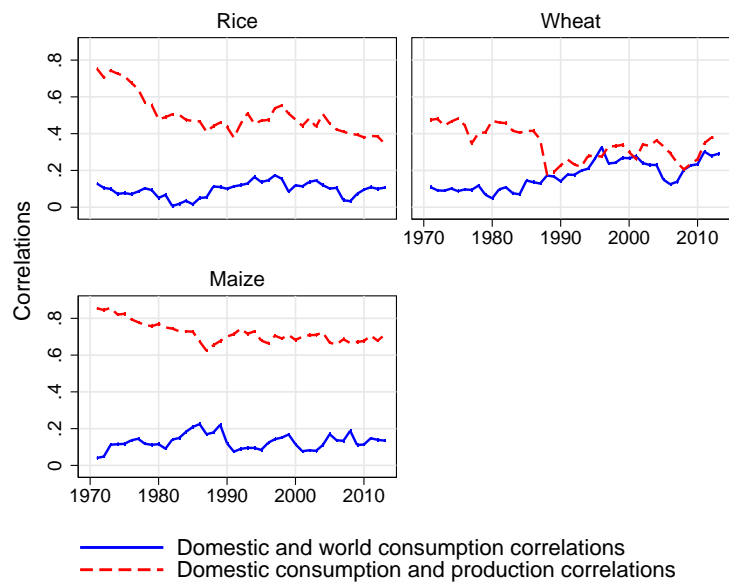 Rice
Wheat
.8
.6
.4
.2
0
1970 1980 1990 2000 2010
Maize
.8
.6
.4
.2
0
1970 1980 1990 2000 2010
Correlations
Domestic and world consumption correlations
Domestic consumption and production correlations